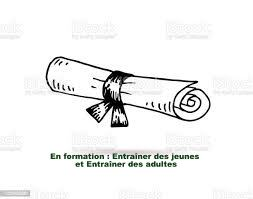 En formation : Entraîner des jeunes
et Entraîner des adultes